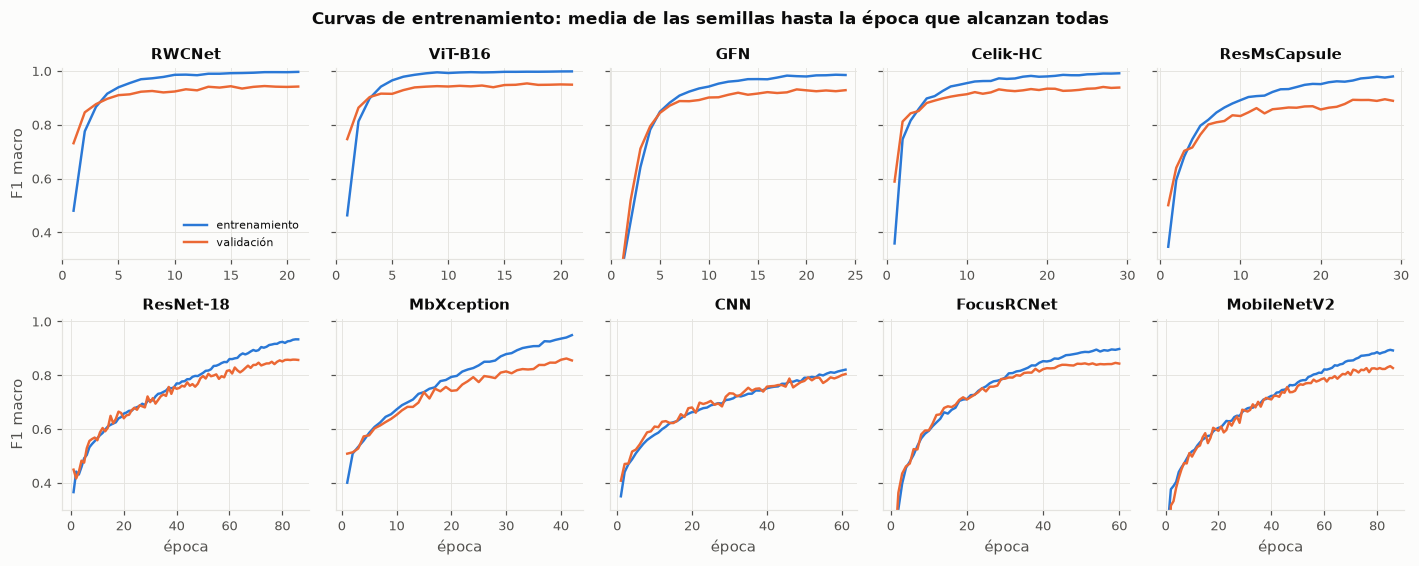 Curvas de entrenamiento: media de las semillas hasta la época que alcanzan todas
RWCNet
ViT-B16
GFN
Celik-HC
ResMsCapsule
F1 macro
1.0
0.8
0.6
0.4
entrenamiento
validación
0 5 10 15 20
0 5 10 15 20
0 5 10 15 20 25
0 10 20 30
0 10 20 30
ResNet-18
MbXception
CNN
FocusRCNet
MobileNetV2
F1 macro
1.0
0.8
0.6
0.4
0 20 40 60 80
0 10 20 30 40
0 20 40 60
0 20 40 60
0 20 40 60 80
época
época
época
época
época